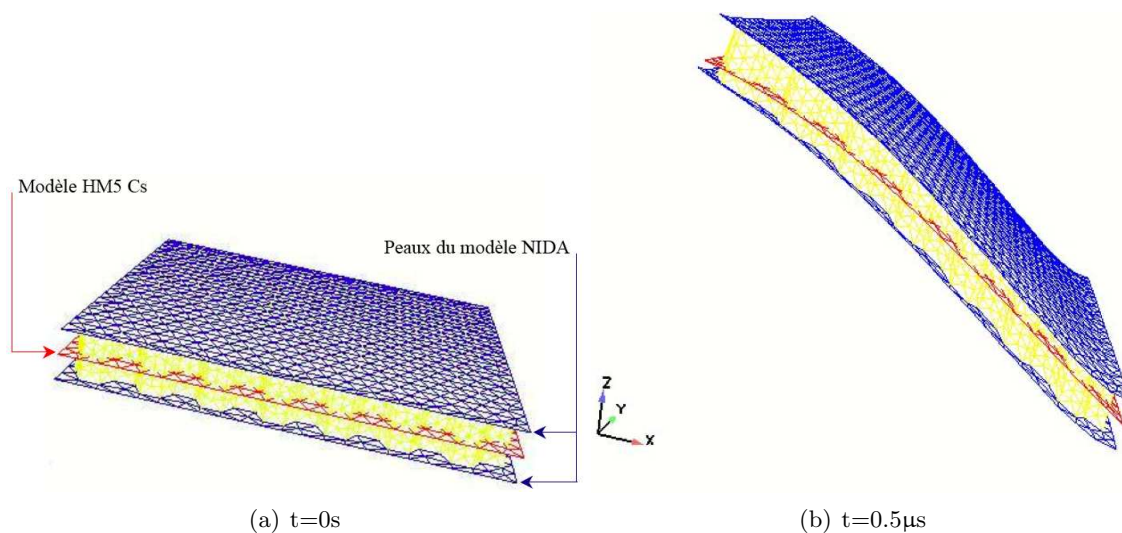 Modèle HM5 Cs
Peaux du modèle NIDA
Z
Y
X
(a) t=0s
(b) t=0.5μs